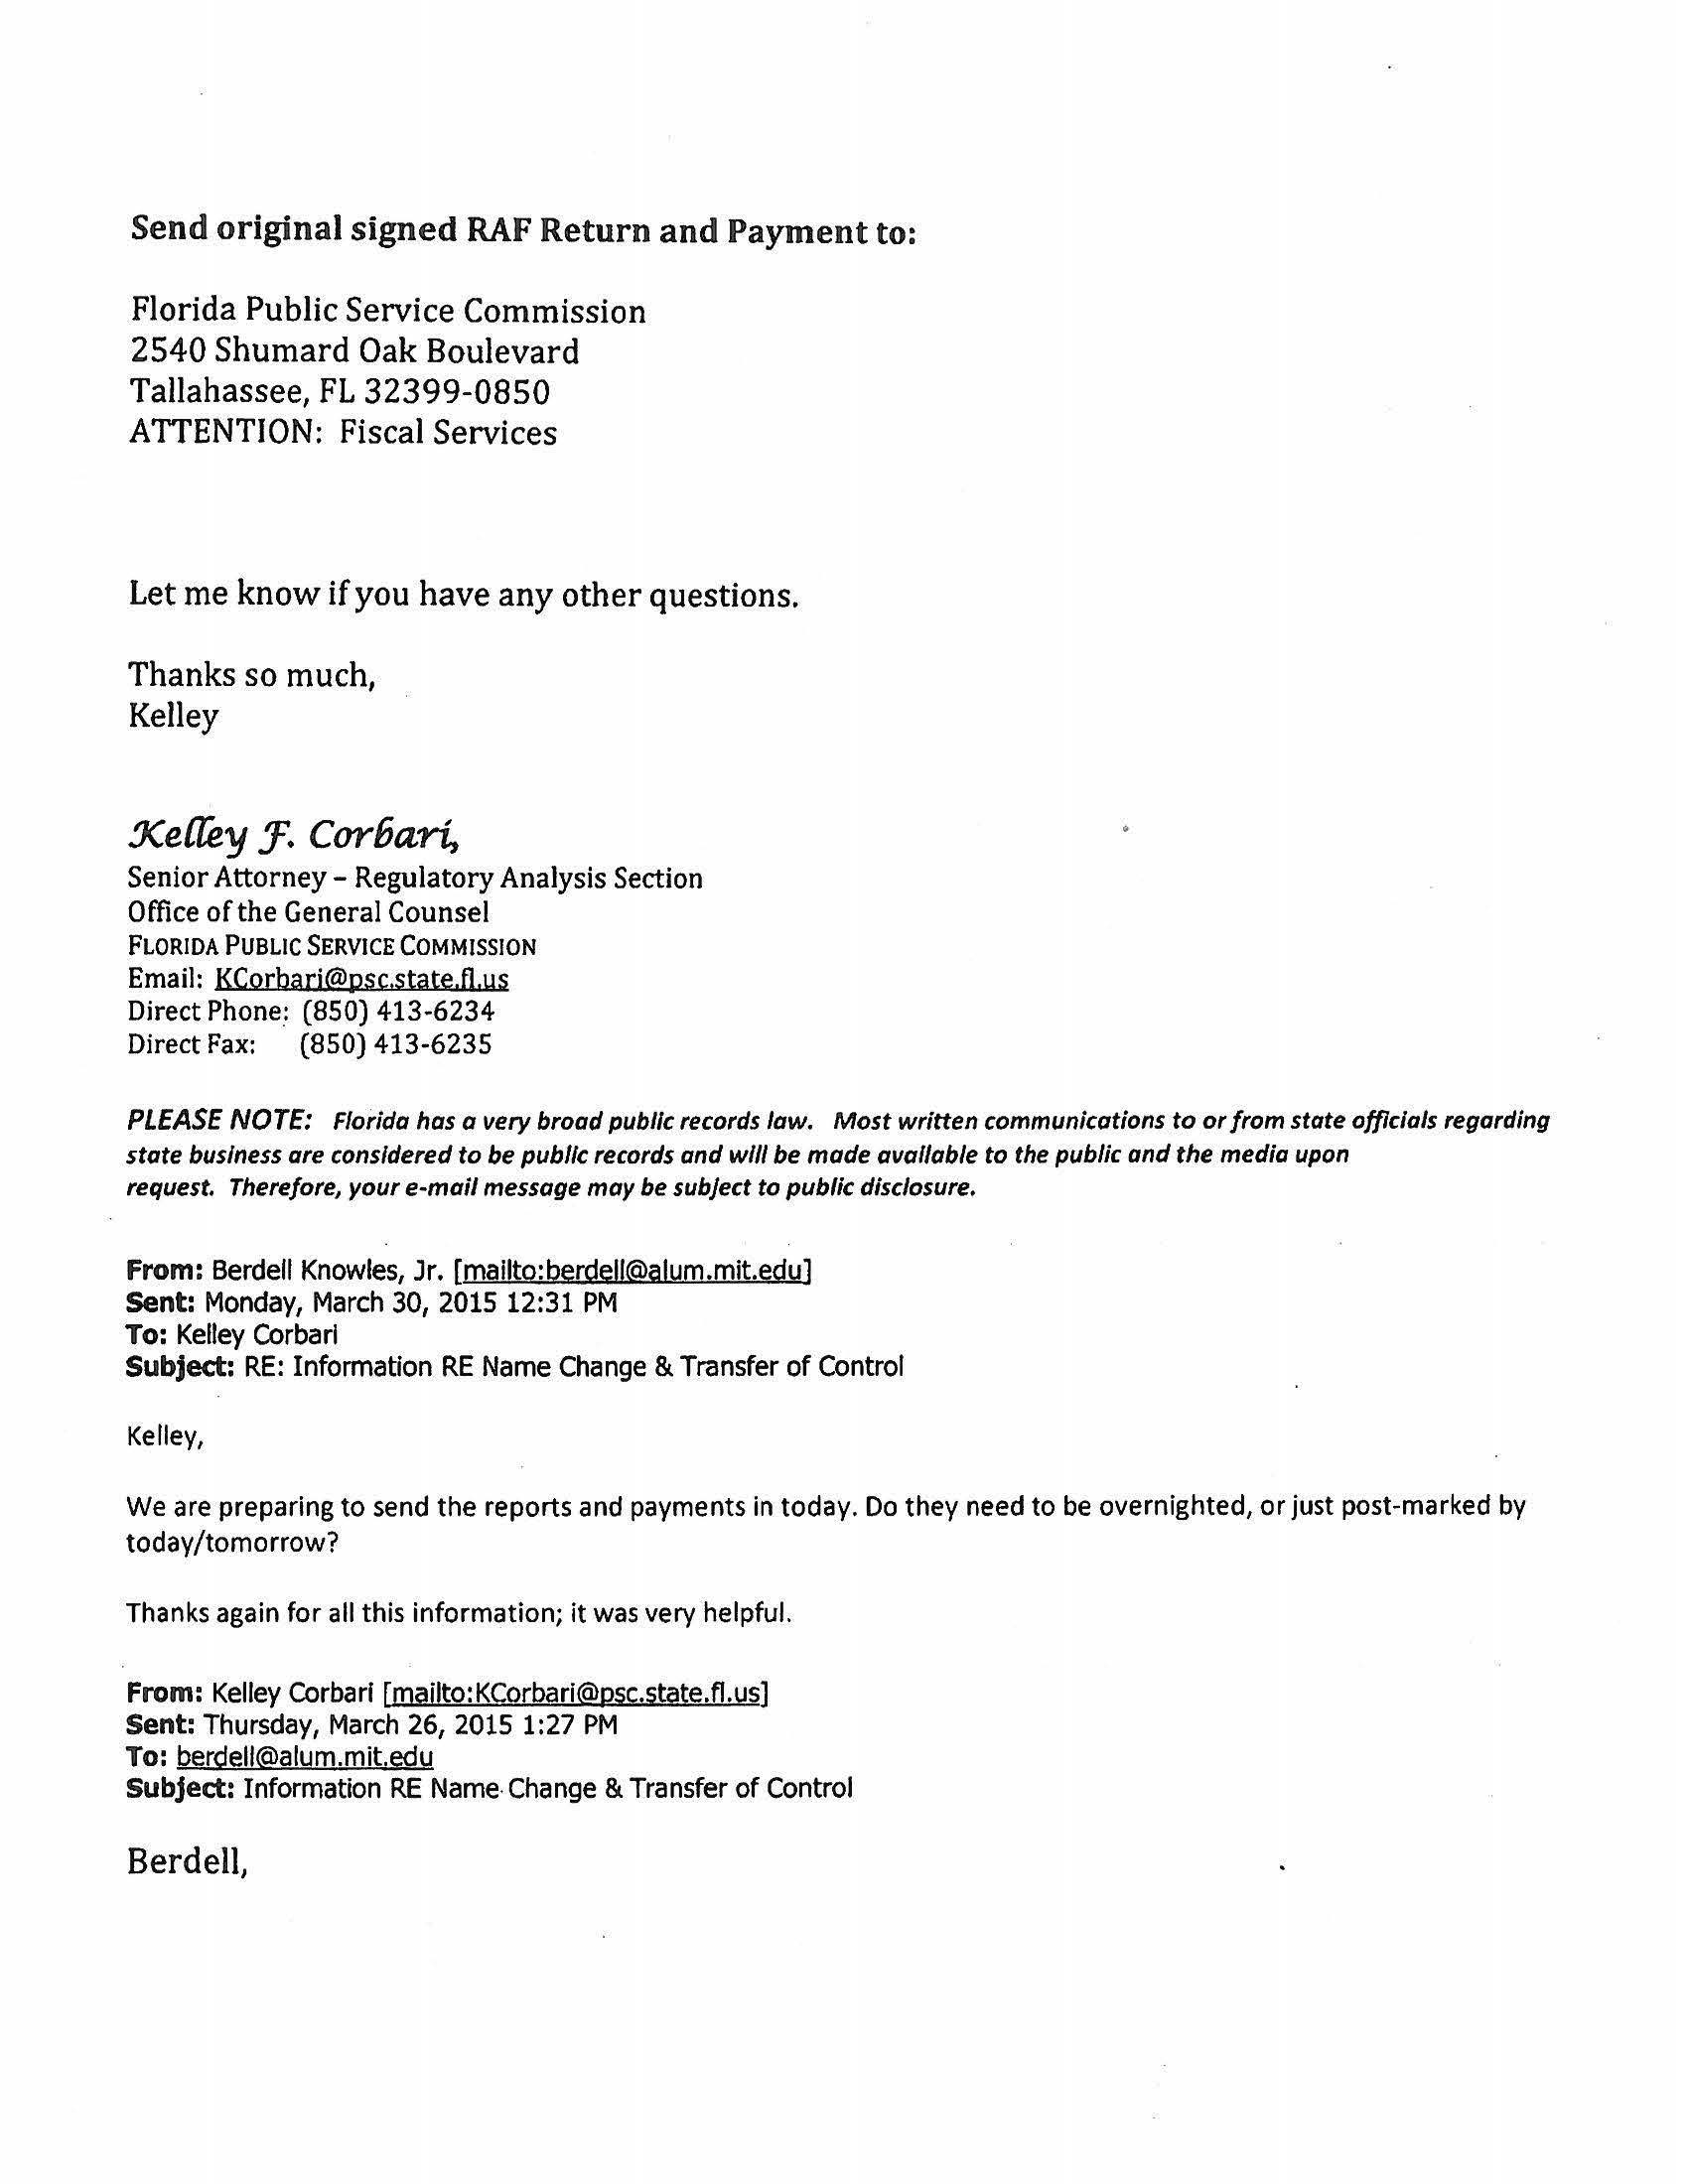 Send original signed RAF Return and Payment to:
Florida Public Service Commission
2540 Shumard Oak Boulevard
Tallahassee, FL 32399-0850
ATTENTION: Fiscal Services
Let me know if you have any other questions.
Thanks so much,
Kelley
Kelley F. Corbari,
Senior Attorney – Regulatory Analysis Section
Office of the General Counsel
FLORIDA PUBLIC SERVICE COMMISSION
Email: KCorbari@psc.state.fl.us
Direct Phone: (850) 413-6234
Direct Fax: (850) 413-6235
PLEASE NOTE: Florida has a very broad public records law. Most written communications to or from state officials regarding
state business are considered to be public records and will be made available to the public and the media upon
request. Therefore, your e-mail message may be subject to public disclosure.
From: Berdell Knowles, Jr. [mailto:berdell@alum.mit.edu]
Sent: Monday, March 30, 2015 12:31 PM
To: Kelley Corbari
Subject: RE: Information RE Name Change & Transfer of Control
Kelley,
We are preparing to send the reports and payments in today. Do they need to be overnighted, or just post-marked by
today/tomorrow?
Thanks again for all this information; it was very helpful.
From: Kelley Corbari [mailto:KCorbari@psc.state.fl.us]
Sent: Thursday, March 26, 2015 1:27 PM
To: berdell@alum.mit.edu
Subject: Information RE Name Change & Transfer of Control
Berdell,